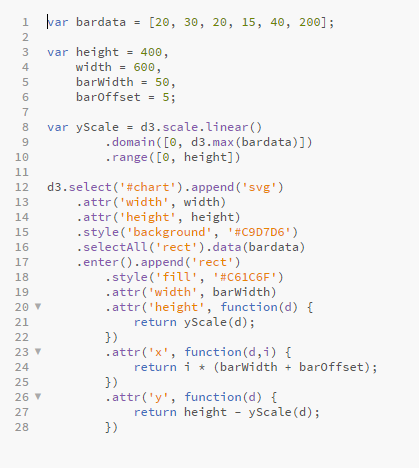 1 var bardata = [20, 30, 20, 15, 40, 200];
2
3 var height = 400,
4     width = 600,
5     barWidth = 50,
6     barOffset = 5;
7
8 var yScale = d3.scale.linear()
9         .domain([0, d3.max(bardata)])
10         .range([0, height])
11
12 d3.select('#chart').append('svg')
13     .attr('width', width)
14     .attr('height', height)
15     .style('background', '#C9D7D6')
16     .selectAll('rect').data(bardata)
17     .enter().append('rect')
18         .style('fill', '#C61C6F')
19         .attr('width', barWidth)
20         .attr('height', function(d) {
21             return yScale(d);
22         })
23         .attr('x', function(d,i) {
24             return i * (barWidth + barOffset);
25         })
26         .attr('y', function(d) {
27             return height - yScale(d);
28         })